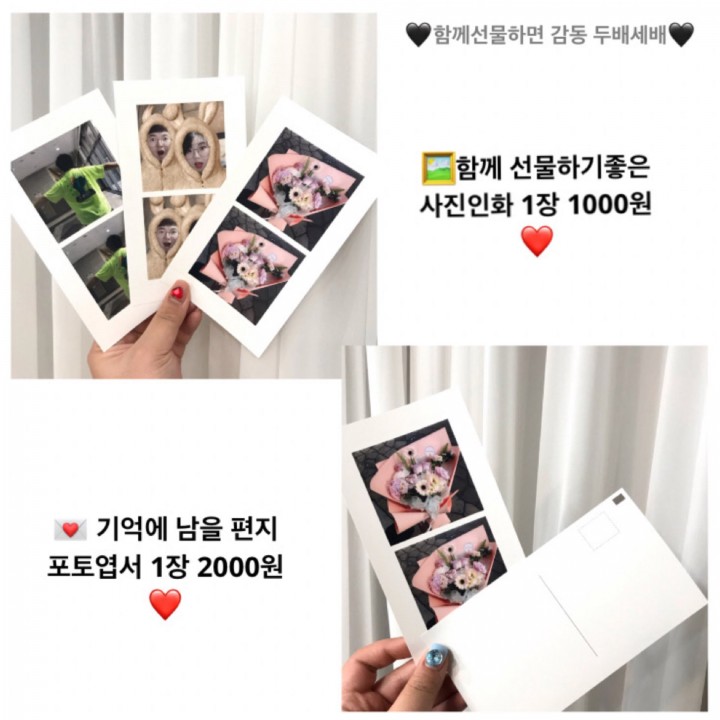 🖤함께선물하면 감동 두배세배🖤
🖼️함께 선물하기좋은
사진인화 1장 1000원
❤️
💌 기억에 남을 편지
포토엽서 1장 2000원
❤️